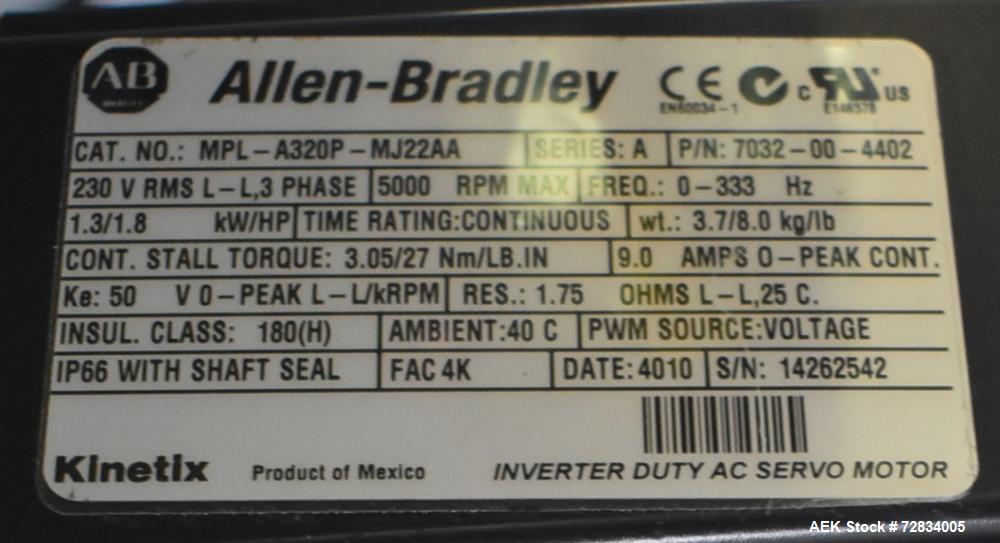 AB
QUALITY
Allen-Bradley CE EN60034-1 c UR US E146578
CAT. NO.: MPL-A320P-MJ22AA SERIES: A P/N: 7032-00-4402
230 V RMS L-L,3 PHASE 5000 RPM MAX FREQ.: 0-333 Hz
1.3/1.8 kW/HP TIME RATING:CONTINUOUS wt.: 3.7/8.0 kg/lb
CONT. STALL TORQUE: 3.05/27 Nm/LB.IN 9.0 AMPS 0-PEAK CONT.
Ke: 50 V 0-PEAK L-L/kRPM RES.: 1.75 OHMS L-L,25 C.
INSUL. CLASS: 180(H) AMBIENT:40 C PWM SOURCE:VOLTAGE
IP66 WITH SHAFT SEAL FAC 4K DATE: 4010 S/N: 14262542
Kinetix Product of Mexico INVERTER DUTY AC SERVO MOTOR
AEK Stock # 72834005